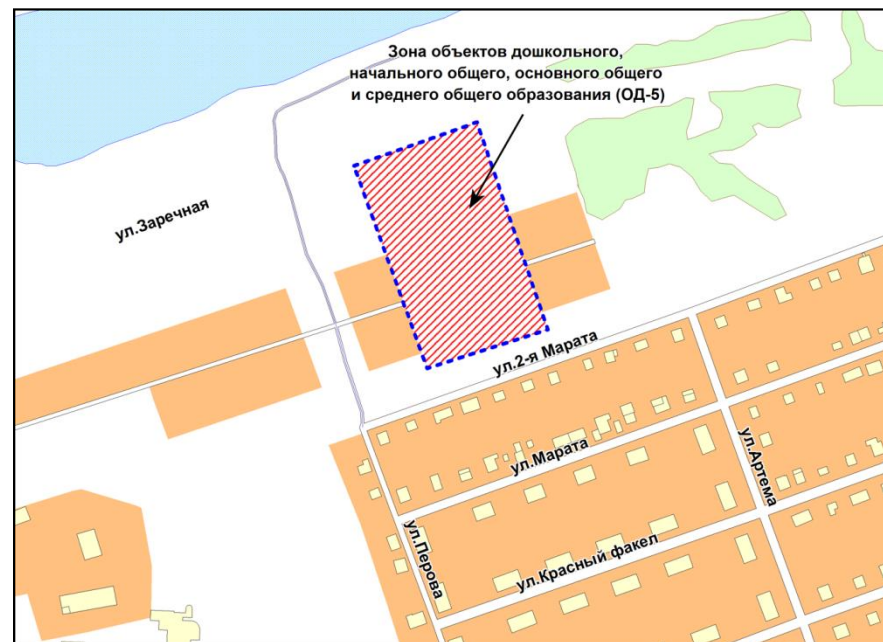 Зона объектов дошкольного,
начального общего, основного общего
и среднего общего образования (ОД-5)
ул.Заречная
ул.2-я Марата
ул.Марата
ул.Артема
ул.Перова
ул.Красный факел